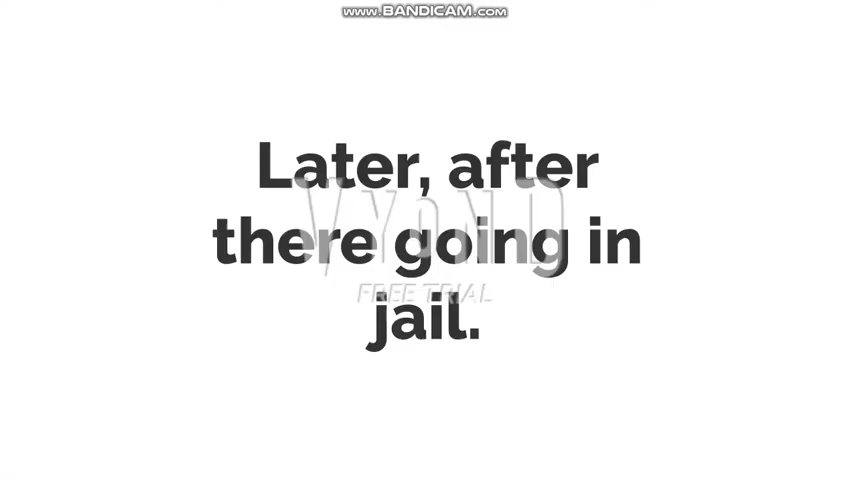 www.BANDICAM.com
Later, after
there going in
jail.
VYOND
FREE TRIAL